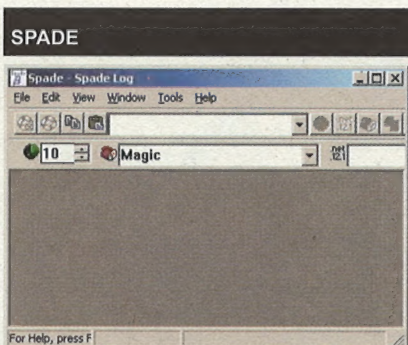 SPADE
Spade - Spade Log
File Edit View Window Tools Help
10 Magic
For Help, press F